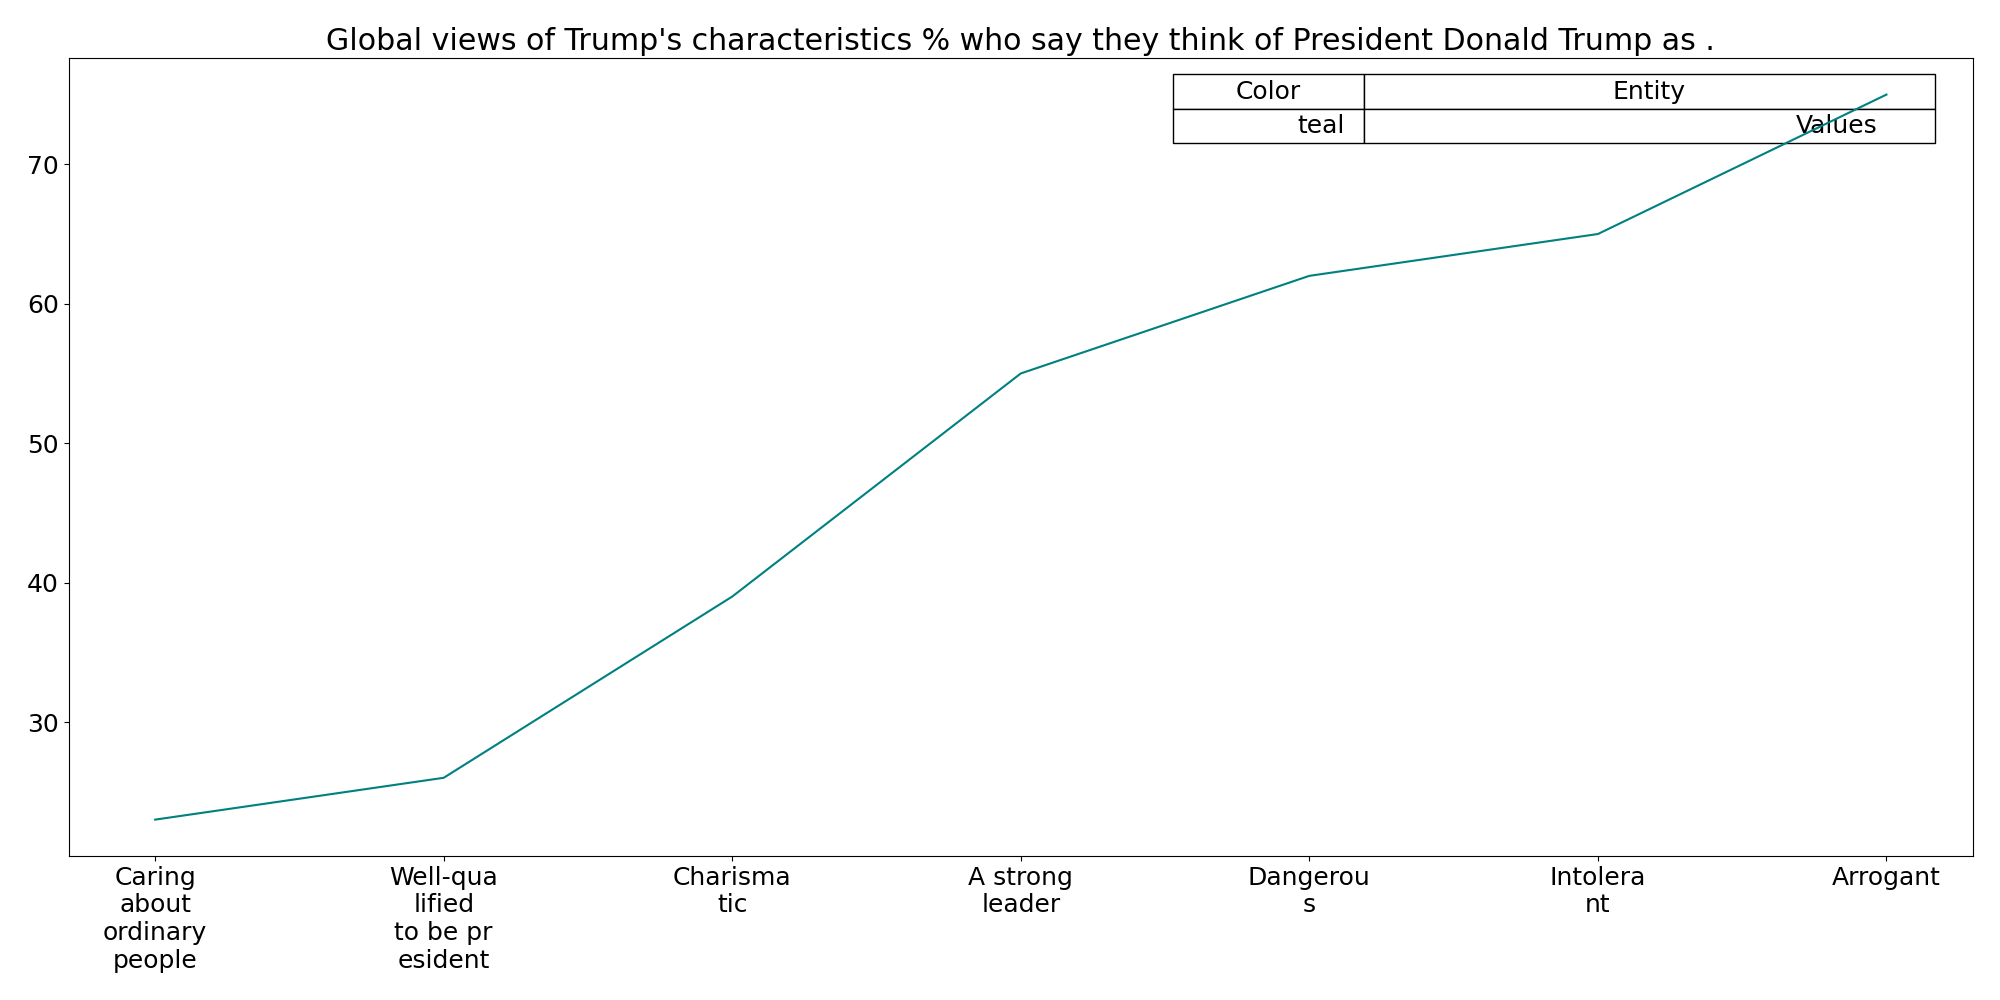 Global views of Trump's characteristics % who say they think of President Donald Trump as .
Color Entity
teal Values
70
60
50
40
30
Caring
about
ordinary
people
Well-qua
lified
to be pr
esident
Charisma
tic
A strong
leader
Dangerou
s
Intolera
nt
Arrogant